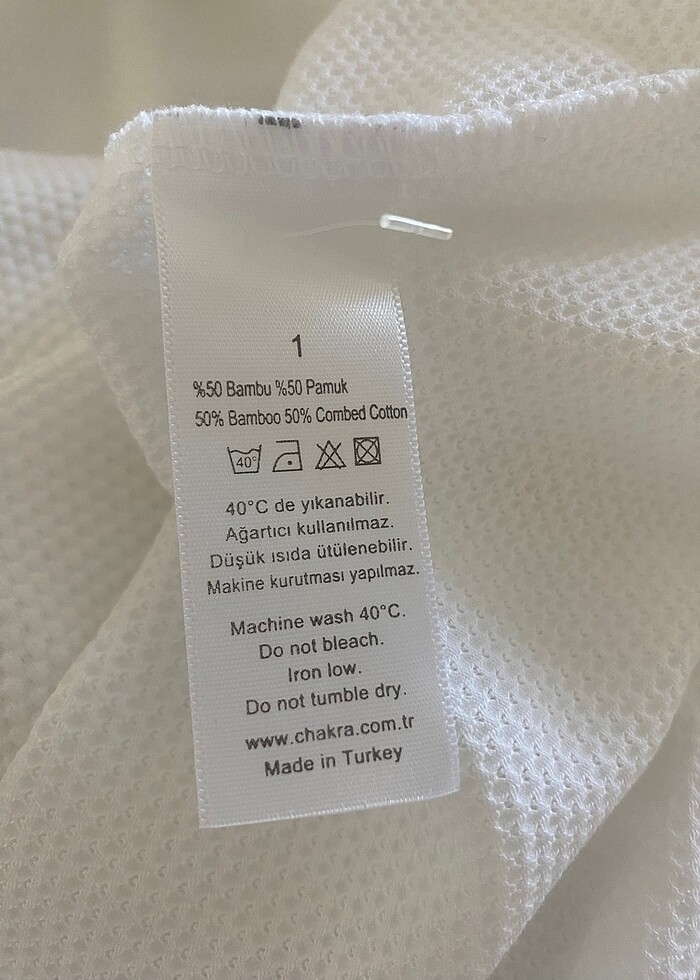 1
%50 Bambu %50 Pamuk
50% Bamboo 50% Combed Cotton
40°
40°C de yıkanabilir.
Ağartıcı kullanılmaz.
Düşük ısıda ütülenebilir.
Makine kurutması yapılmaz.
Machine wash 40°C.
Do not bleach.
Iron low.
Do not tumble dry.
www.chakra.com.tr
Made in Turkey